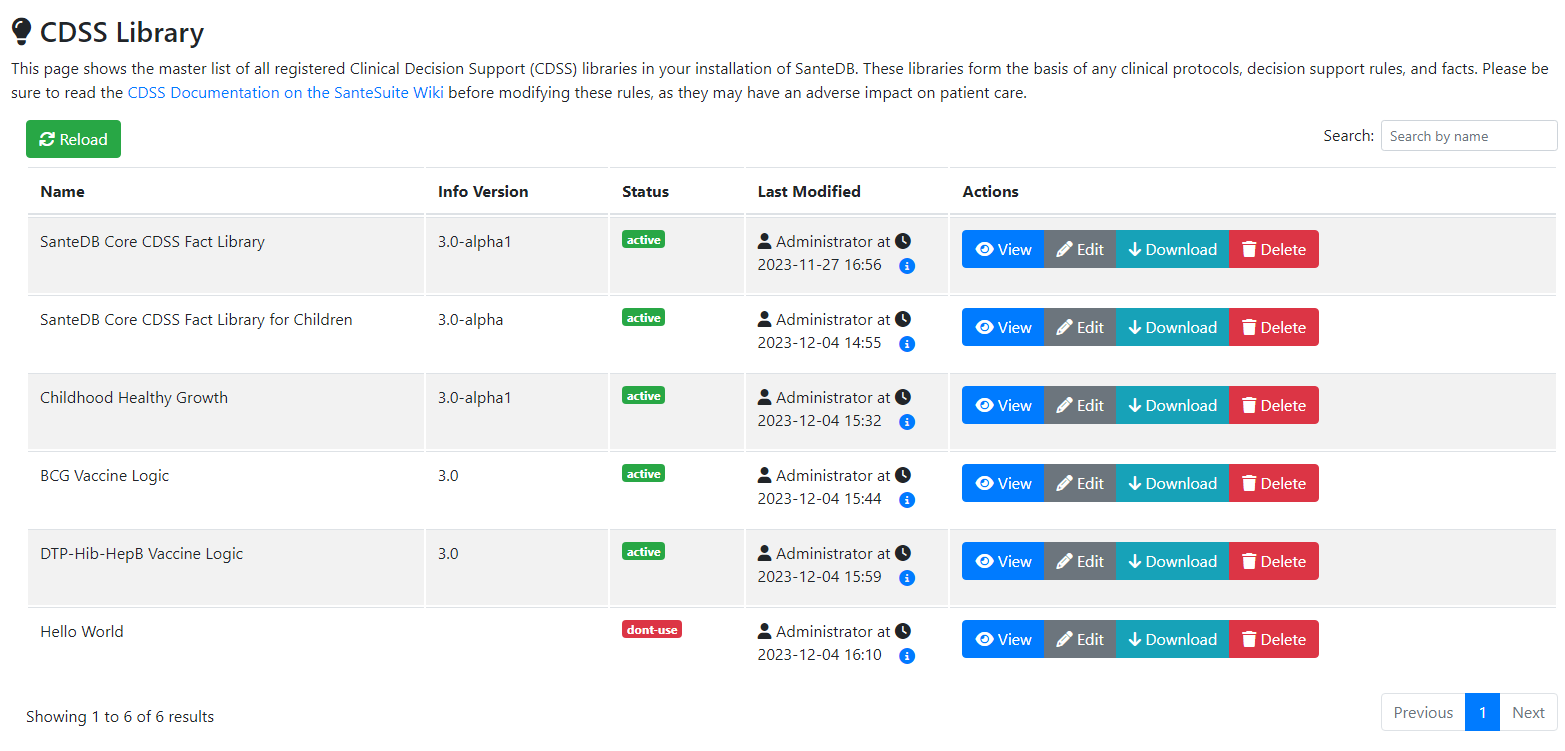 CDSS Library
This page shows the master list of all registered Clinical Decision Support (CDSS) libraries in your installation of SanteDB. These libraries form the basis of any clinical protocols, decision support rules, and facts. Please be
sure to read the CDSS Documentation on the SanteSuite Wiki before modifying these rules, as they may have an adverse impact on patient care.
Reload Search: Search by name
Name Info Version Status Last Modified Actions
SanteDB Core CDSS Fact Library 3.0-alpha1 active Administrator at View Edit Download Delete
2023-11-27 16:56
SanteDB Core CDSS Fact Library for Children 3.0-alpha active Administrator at View Edit Download Delete
2023-12-04 14:55
Childhood Healthy Growth 3.0-alpha1 active Administrator at View Edit Download Delete
2023-12-04 15:32
BCG Vaccine Logic 3.0 active Administrator at View Edit Download Delete
2023-12-04 15:44
DTP-Hib-HepB Vaccine Logic 3.0 active Administrator at View Edit Download Delete
2023-12-04 15:59
Hello World dont-use Administrator at View Edit Download Delete
2023-12-04 16:10
Showing 1 to 6 of 6 results Previous 1 Next